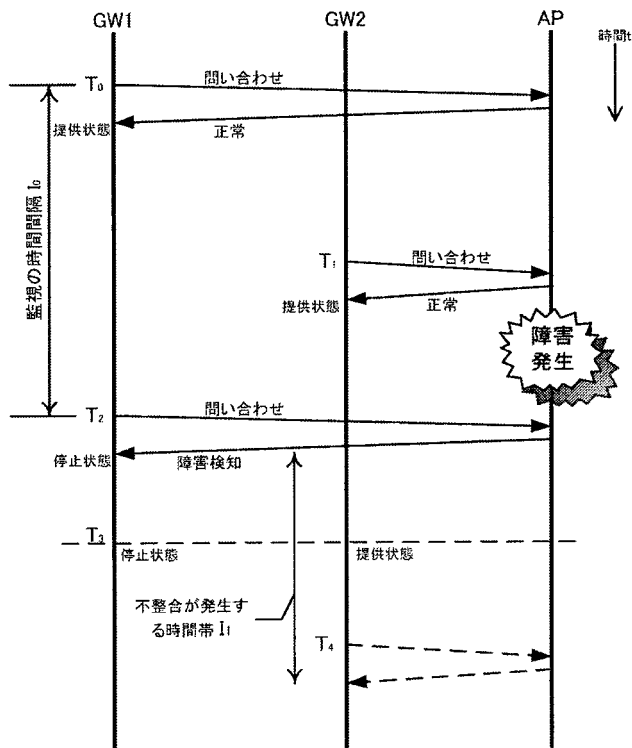 GW1
GW2
AP
時間t
T₀
問い合わせ
提供状態
正常
監視の時間間隔 I₀
T₁
問い合わせ
提供状態
正常
障害
発生
T₂
問い合わせ
停止状態
障害検知
T₃
停止状態
提供状態
不整合が発生す
る時間帯 I₁
T₄